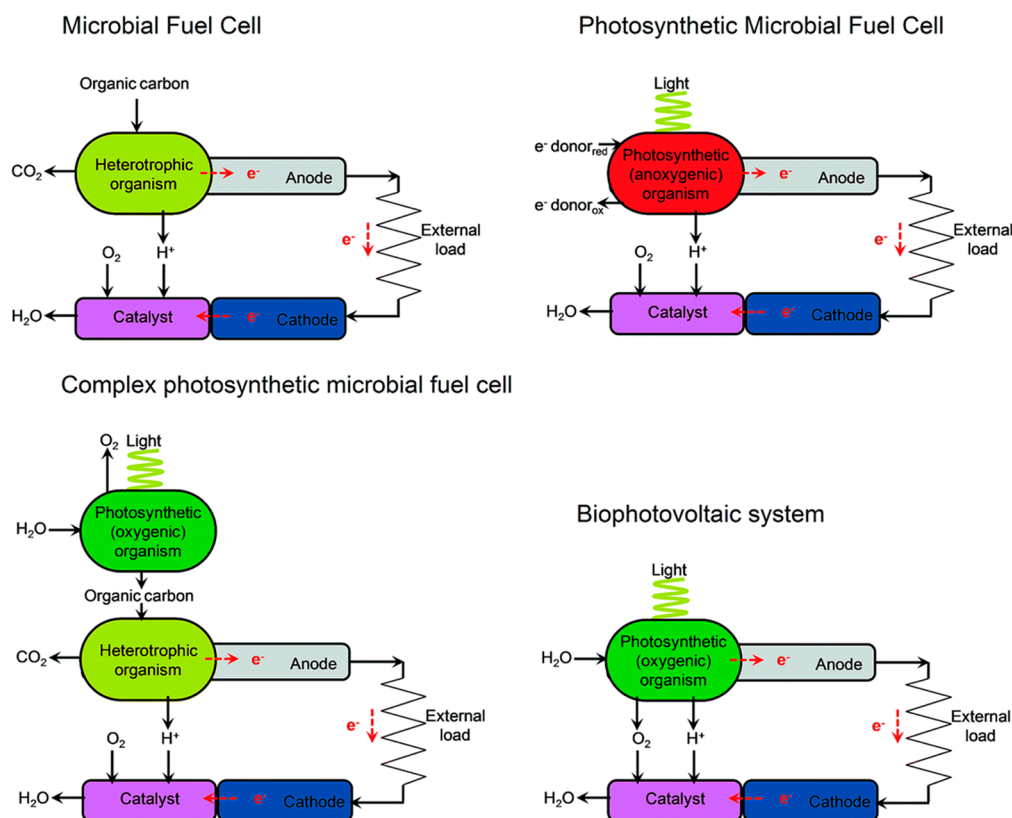 Microbial Fuel Cell
Organic carbon
CO₂
Heterotrophic
organism
e⁻
Anode
e⁻
External
load
O₂
H⁺
H₂O
Catalyst
e⁻
Cathode
Photosynthetic Microbial Fuel Cell
Light
e⁻ donor_red
e⁻ donor_ox
Photosynthetic
(anoxygenic)
organism
e⁻
Anode
e⁻
External
load
O₂
H⁺
H₂O
Catalyst
e⁻
Cathode
Complex photosynthetic microbial fuel cell
O₂
Light
H₂O
Photosynthetic
(oxygenic)
organism
Organic carbon
CO₂
Heterotrophic
organism
e⁻
Anode
e⁻
External
load
O₂
H⁺
H₂O
Catalyst
e⁻
Cathode
Biophotovoltaic system
Light
H₂O
Photosynthetic
(oxygenic)
organism
e⁻
Anode
e⁻
External
load
O₂
H⁺
H₂O
Catalyst
e⁻
Cathode